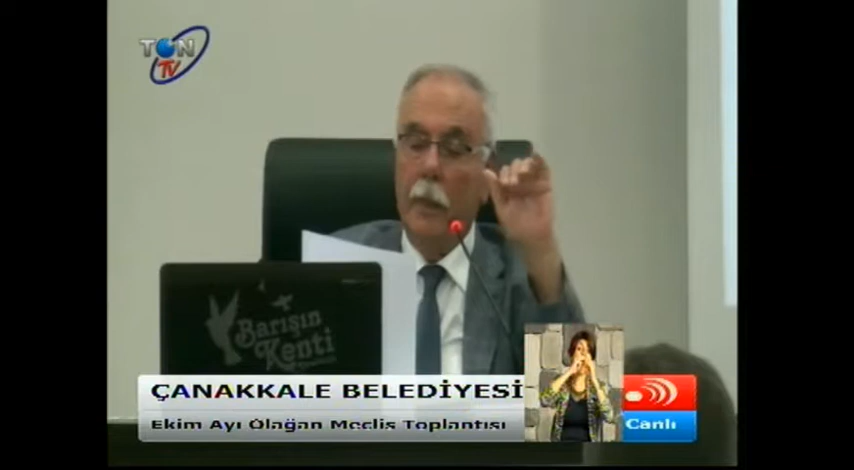 TON
TV
Barışın
Kenti
ÇANAKKALE BELEDİYESİ
Ekim Ayı Olağan Meclis Toplantısı
Canlı